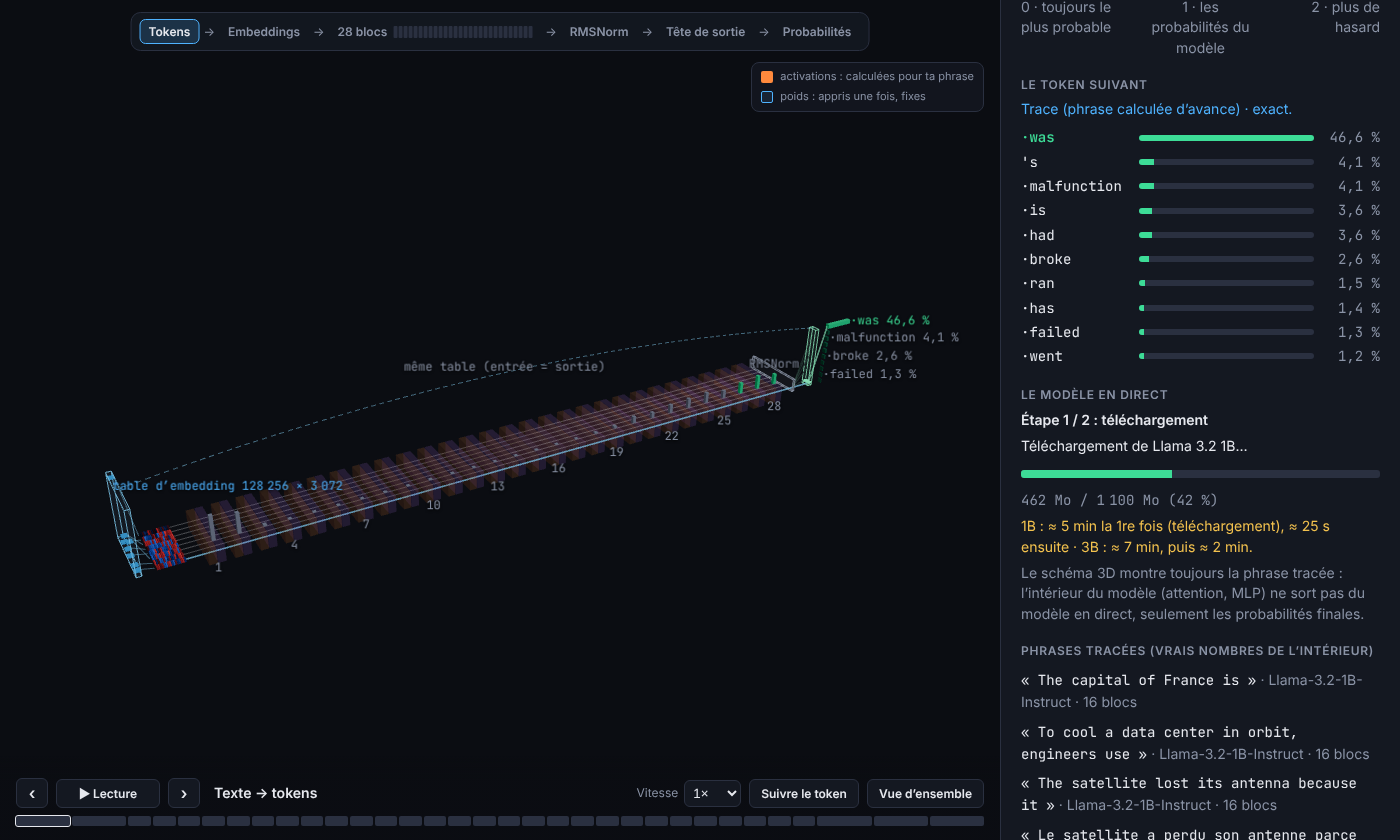 Tokens → Embeddings → 28 blocs → RMSNorm → Tête de sortie → Probabilités
activations : calculées pour ta phrase
poids : appris une fois, fixes
même table (entrée = sortie)
·was 46,6 %
·malfunction 4,1 %
·broke 2,6 %
·failed 1,3 %
RMSNorm
table d’embedding 128 256 × 3 072
1
4
7
10
13
16
19
22
25
28
‹
▶ Lecture
›
Texte → tokens
Vitesse
1×
Suivre le token
Vue d’ensemble
0 · toujours le plus probable
1 · les probabilités du modèle
2 · plus de hasard
LE TOKEN SUIVANT
Trace (phrase calculée d’avance) · exact.
·was 46,6 %
's 4,1 %
·malfunction 4,1 %
·is 3,6 %
·had 3,6 %
·broke 2,6 %
·ran 1,5 %
·has 1,4 %
·failed 1,3 %
·went 1,2 %
LE MODÈLE EN DIRECT
Étape 1 / 2 : téléchargement
Téléchargement de Llama 3.2 1B…
462 Mo / 1 100 Mo (42 %)
1B : ≈ 5 min la 1re fois (téléchargement), ≈ 25 s
ensuite · 3B : ≈ 7 min, puis ≈ 2 min.
Le schéma 3D montre toujours la phrase tracée :
l’intérieur du modèle (attention, MLP) ne sort pas du
modèle en direct, seulement les probabilités finales.
PHRASES TRACÉES (VRAIS NOMBRES DE L’INTÉRIEUR)
« The capital of France is » · Llama-3.2-1B-
Instruct · 16 blocs
« To cool a data center in orbit,
engineers use » · Llama-3.2-1B-Instruct · 16 blocs
« The satellite lost its antenna because
it » · Llama-3.2-1B-Instruct · 16 blocs
« Le satellite a perdu son antenne parce